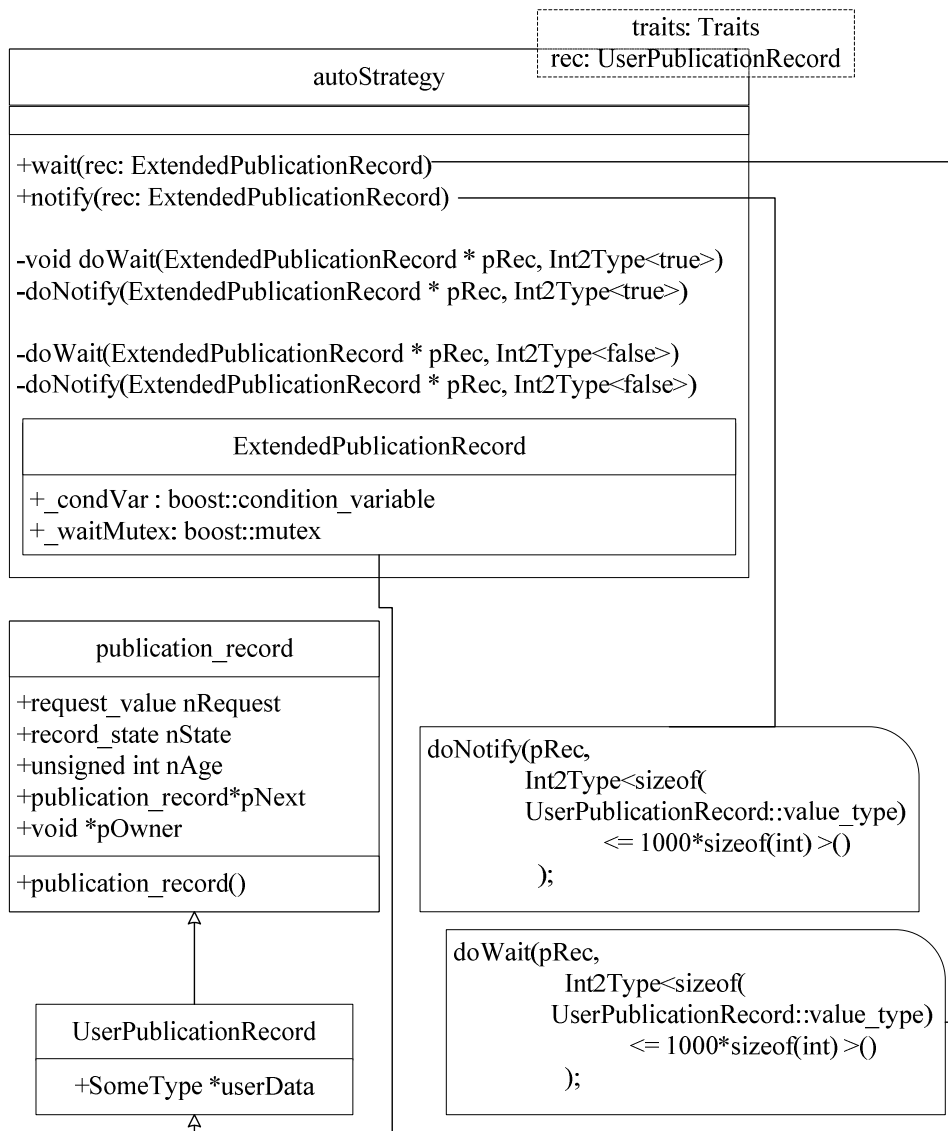 traits: Traits
rec: UserPublicationRecord
autoStrategy
+wait(rec: ExtendedPublicationRecord)
+notify(rec: ExtendedPublicationRecord)
-void doWait(ExtendedPublicationRecord * pRec, Int2Type<true>)
-doNotify(ExtendedPublicationRecord * pRec, Int2Type<true>)
-doWait(ExtendedPublicationRecord * pRec, Int2Type<false>)
-doNotify(ExtendedPublicationRecord * pRec, Int2Type<false>)
ExtendedPublicationRecord
+_condVar : boost::condition_variable
+_waitMutex: boost::mutex
publication_record
+request_value nRequest
+record_state nState
+unsigned int nAge
+publication_record*pNext
+void *pOwner
+publication_record()
UserPublicationRecord
+SomeType *userData
doNotify(pRec,
Int2Type<sizeof(
UserPublicationRecord::value_type)
<= 1000*sizeof(int) >()
);
doWait(pRec,
Int2Type<sizeof(
UserPublicationRecord::value_type)
<= 1000*sizeof(int) >()
);